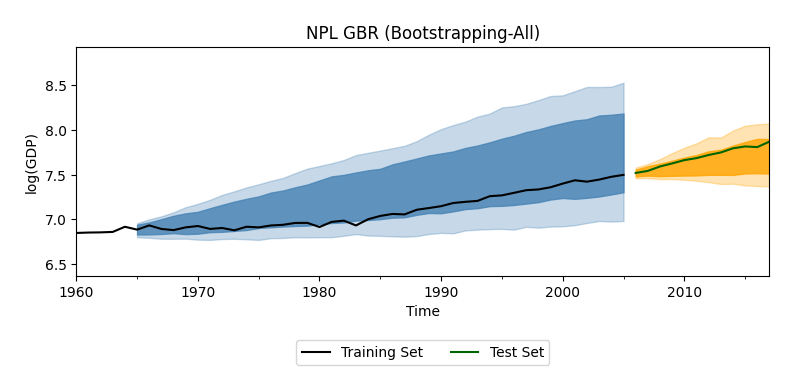 NPL GBR (Bootstrapping-All)
log(GDP)
8.5
8.0
7.5
7.0
6.5
1960 1970 1980 1990 2000 2010
Time
Training Set Test Set